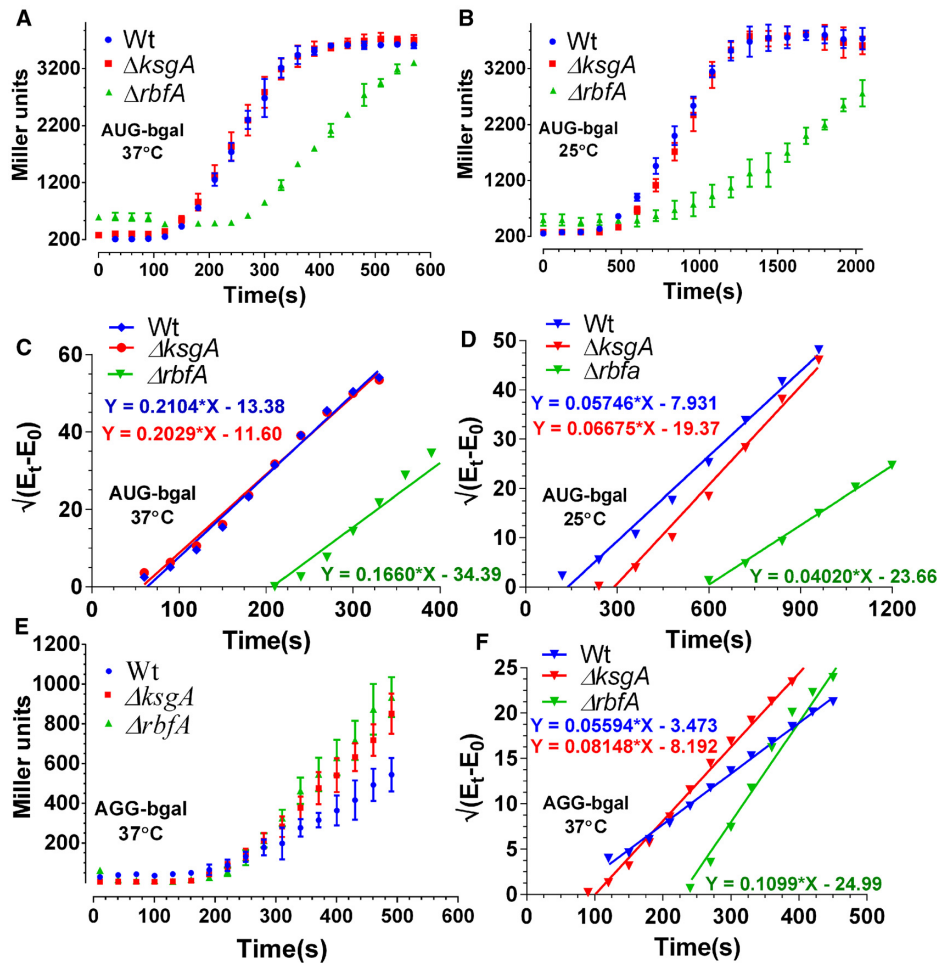 A
Wt
ΔksgA
ΔrbfA
AUG-bgal
37°C
Miller units
3200
2200
1200
200
0 100 200 300 400 500 600
Time(s)
B
Wt
ΔksgA
ΔrbfA
AUG-bgal
25°C
Miller units
3200
2200
1200
200
0 500 1000 1500 2000
Time(s)
C
Wt
ΔksgA
ΔrbfA
Y = 0.2104*X - 13.38
Y = 0.2029*X - 11.60
AUG-bgal
37°C
Y = 0.1660*X - 34.39
√(Et-E0)
60
40
20
0
0 100 200 300 400
Time(s)
D
Wt
ΔksgA
Δrbfa
Y = 0.05746*X - 7.931
Y = 0.06675*X - 19.37
AUG-bgal
25°C
Y = 0.04020*X - 23.66
√(Et-E0)
50
40
30
20
10
0
0 300 600 900 1200
Time(s)
E
Wt
ΔksgA
ΔrbfA
AGG-bgal
37°C
Miller units
1200
1000
800
600
400
200
0 100 200 300 400 500 600
Time(s)
F
Wt
ΔksgA
ΔrbfA
Y = 0.05594*X - 3.473
Y = 0.08148*X - 8.192
AGG-bgal
37°C
Y = 0.1099*X - 24.99
√(Et-E0)
25
20
15
10
5
0
0 100 200 300 400 500
Time(s)